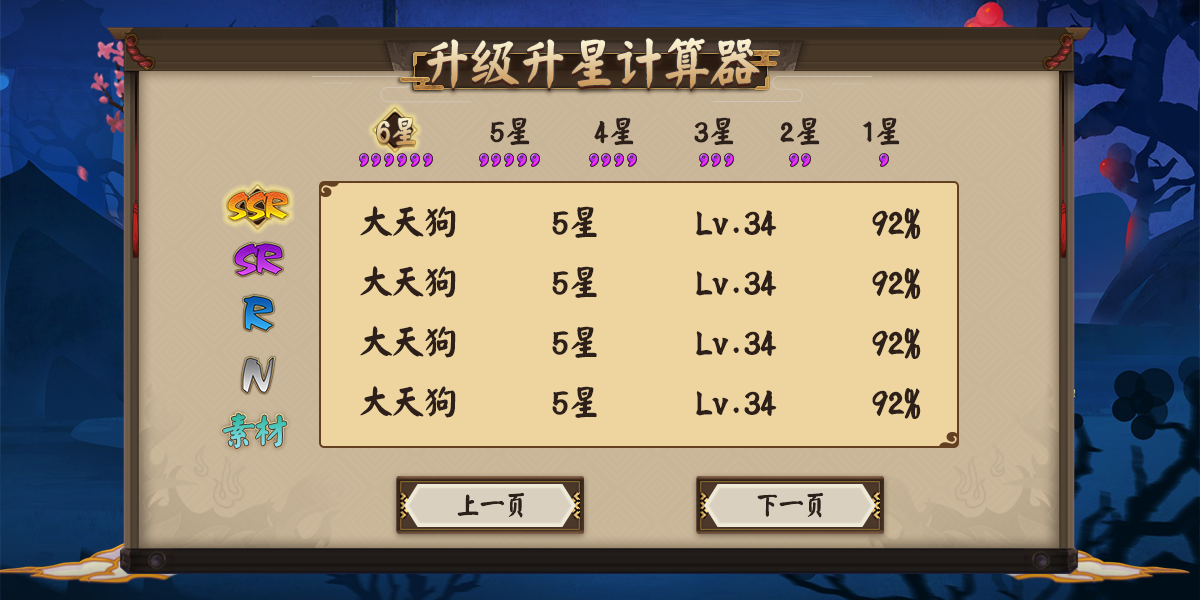 升级升星计算器
6星 5星 4星 3星 2星 1星
SSR
SR
R
N
素材
大天狗 5星 Lv.34 92%
大天狗 5星 Lv.34 92%
大天狗 5星 Lv.34 92%
大天狗 5星 Lv.34 92%
上一页 下一页